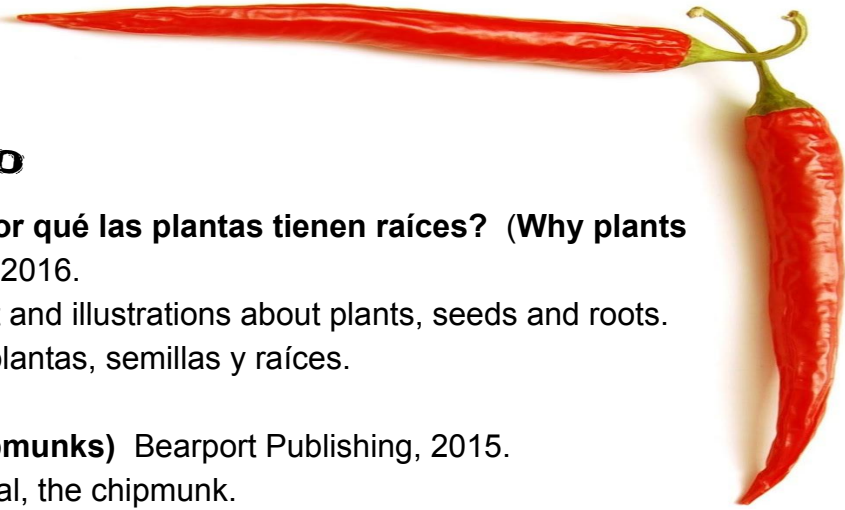 o
or qué las plantas tienen raíces? (Why plants
2016.
and illustrations about plants, seeds and roots.
plantas, semillas y raíces.
munks) Bearport Publishing, 2015.
al, the chipmunk.